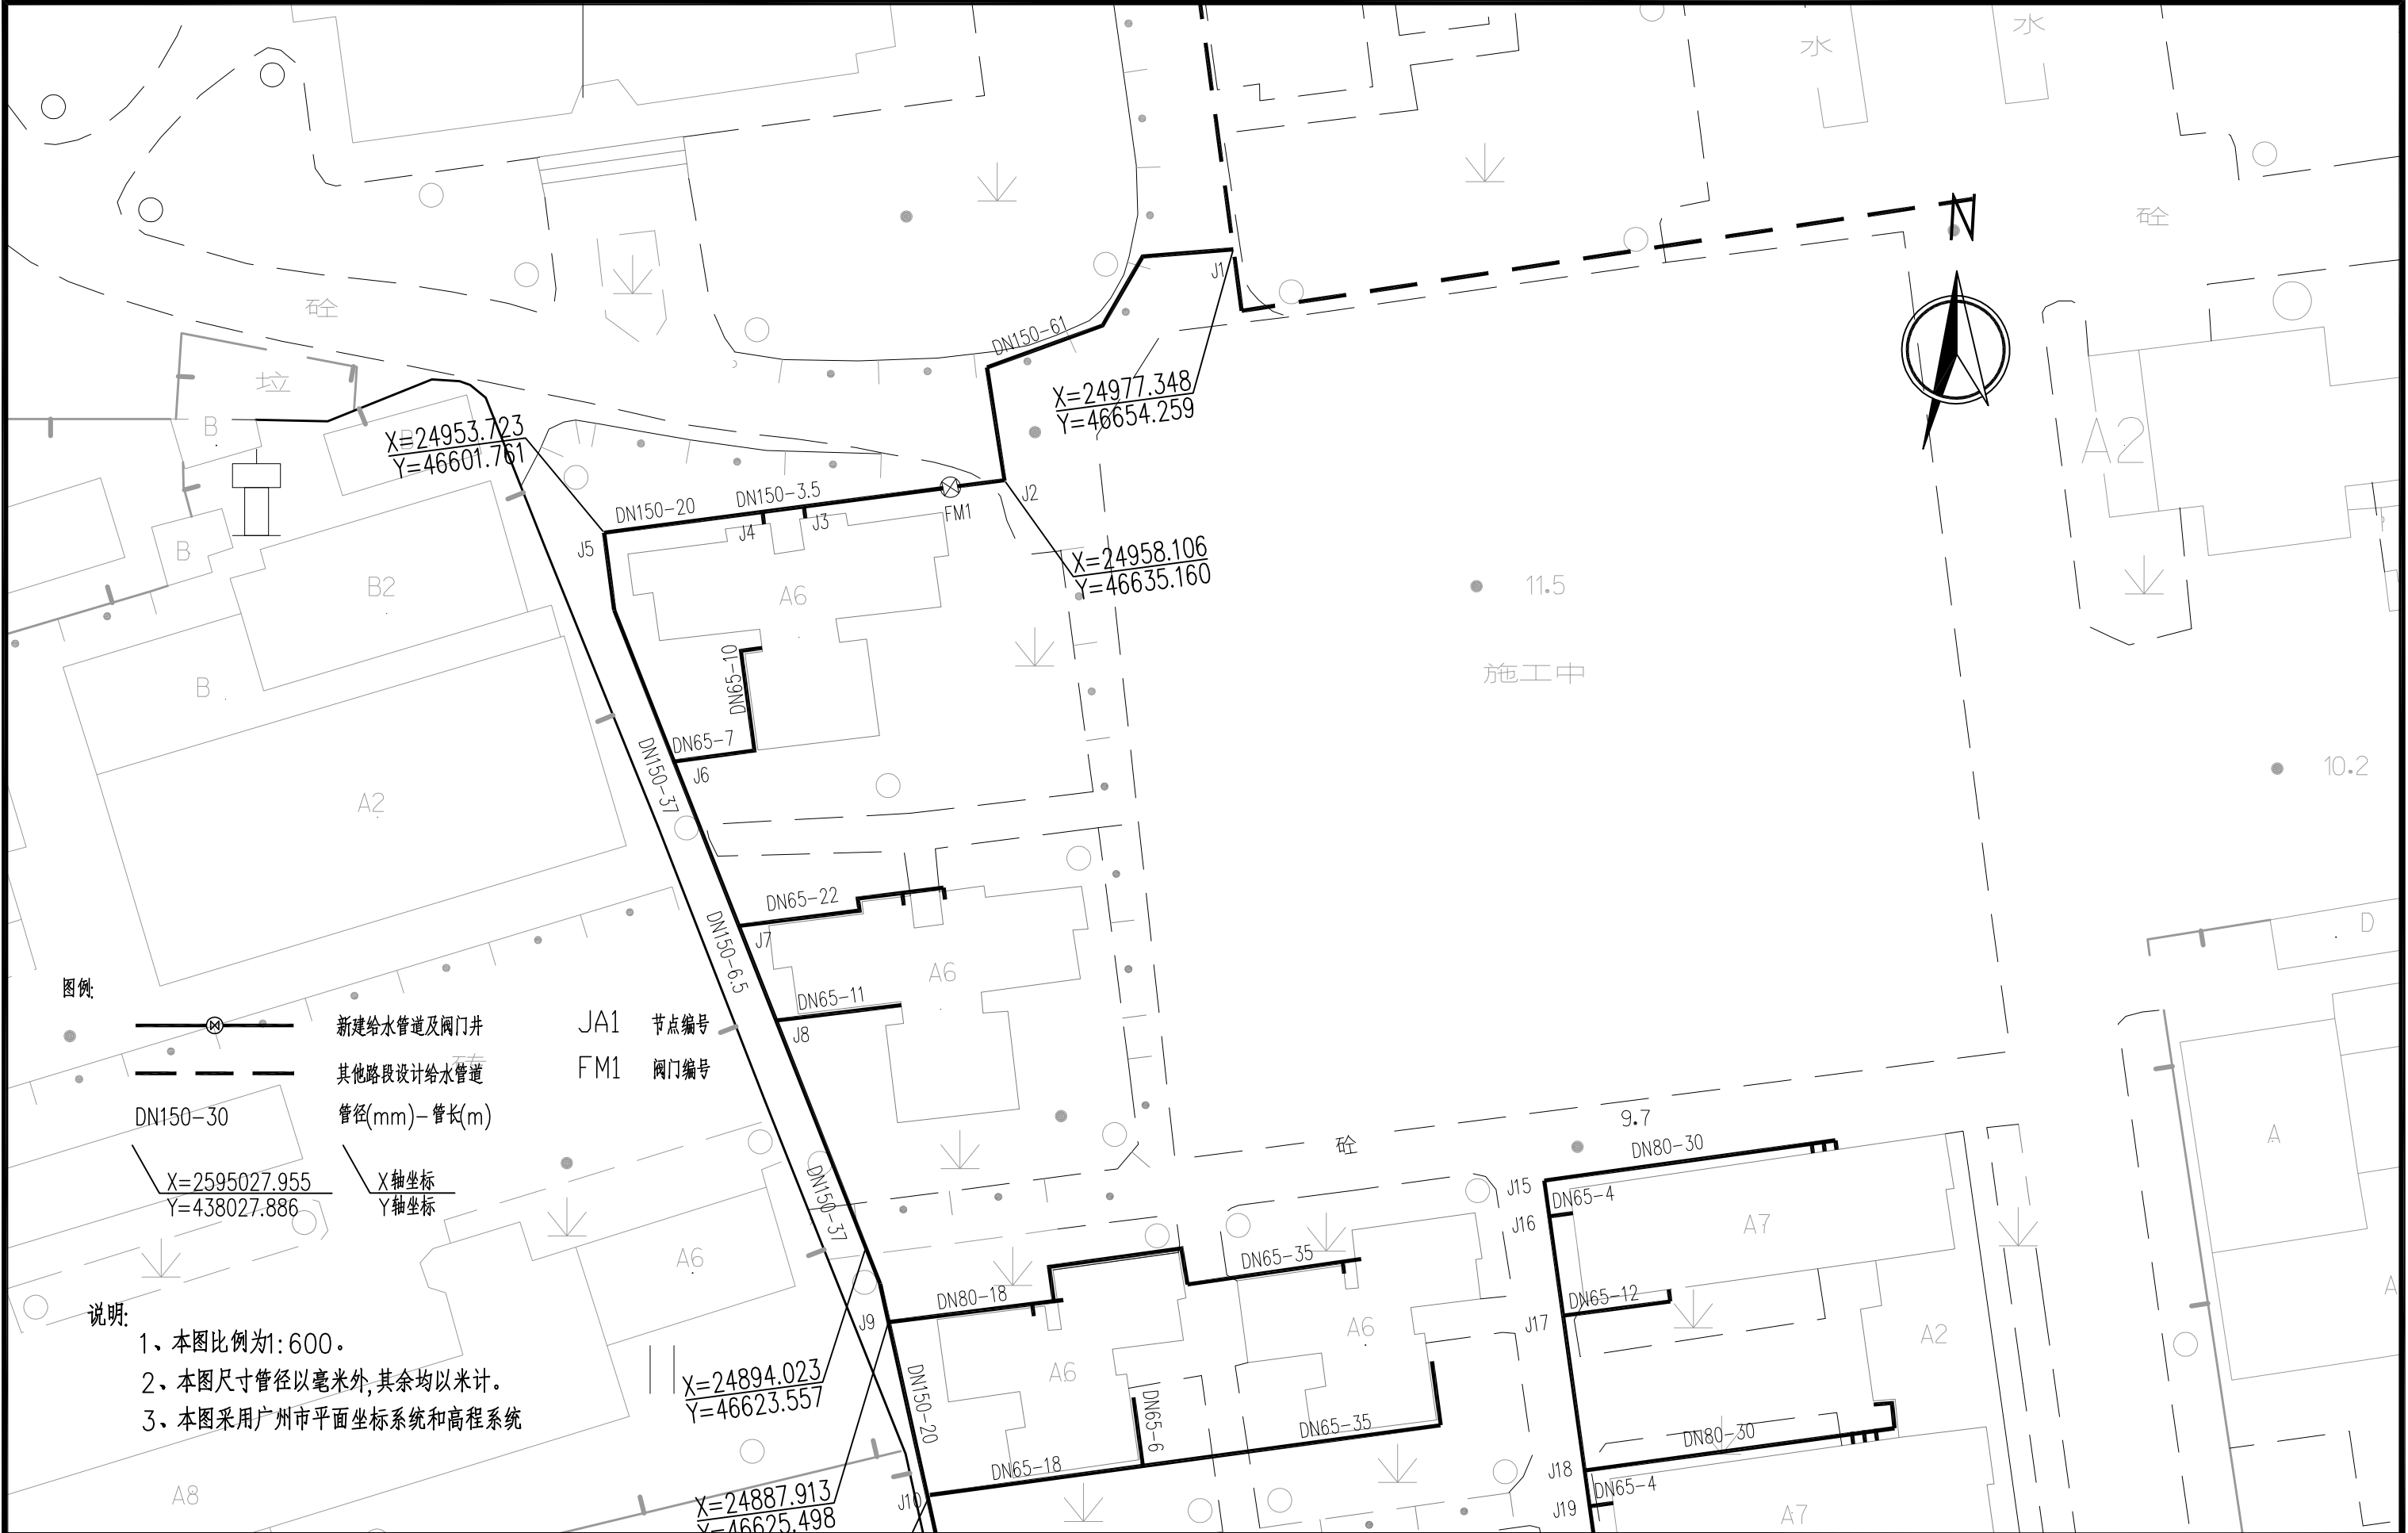 水
水
N
砼
砼
J1
DN150-61
垃
X=24977.348
Y=46654.259
B
X=24953.723
Y=46601.761
A2
DN150-20
DN150-3.5
J2
J5
J4
J3
FM1
B
X=24958.106
Y=46635.160
B2
A6
11.5
DN65-10
施工中
B
DN65-7
DN150-37
J6
10.2
A2
DN65-22
J7
DN150-6.5
A6
D
DN65-11
J8
图例:
新建给水管道及阀门井
JA1 节点编号
其他路段设计给水管道
FM1 阀门编号
DN150-30
管径(mm)-管长(m)
X=2595027.955
Y=438027.886
X轴坐标
Y轴坐标
9.7
砼
DN80-30
A
J15
DN65-4
DN150-37
J16
A7
A6
DN65-35
DN80-18
DN65-12
A
J9
J17
A6
A2
说明:
1、本图比例为1:600。
2、本图尺寸管径以毫米外,其余均以米计。
3、本图采用广州市平面坐标系统和高程系统
A6
X=24894.023
Y=46623.557
DN150-20
DN65-6
DN65-35
DN80-30
DN65-18
J18
A8
X=24887.913
Y=46625.498
J10
DN65-4
J19
A7